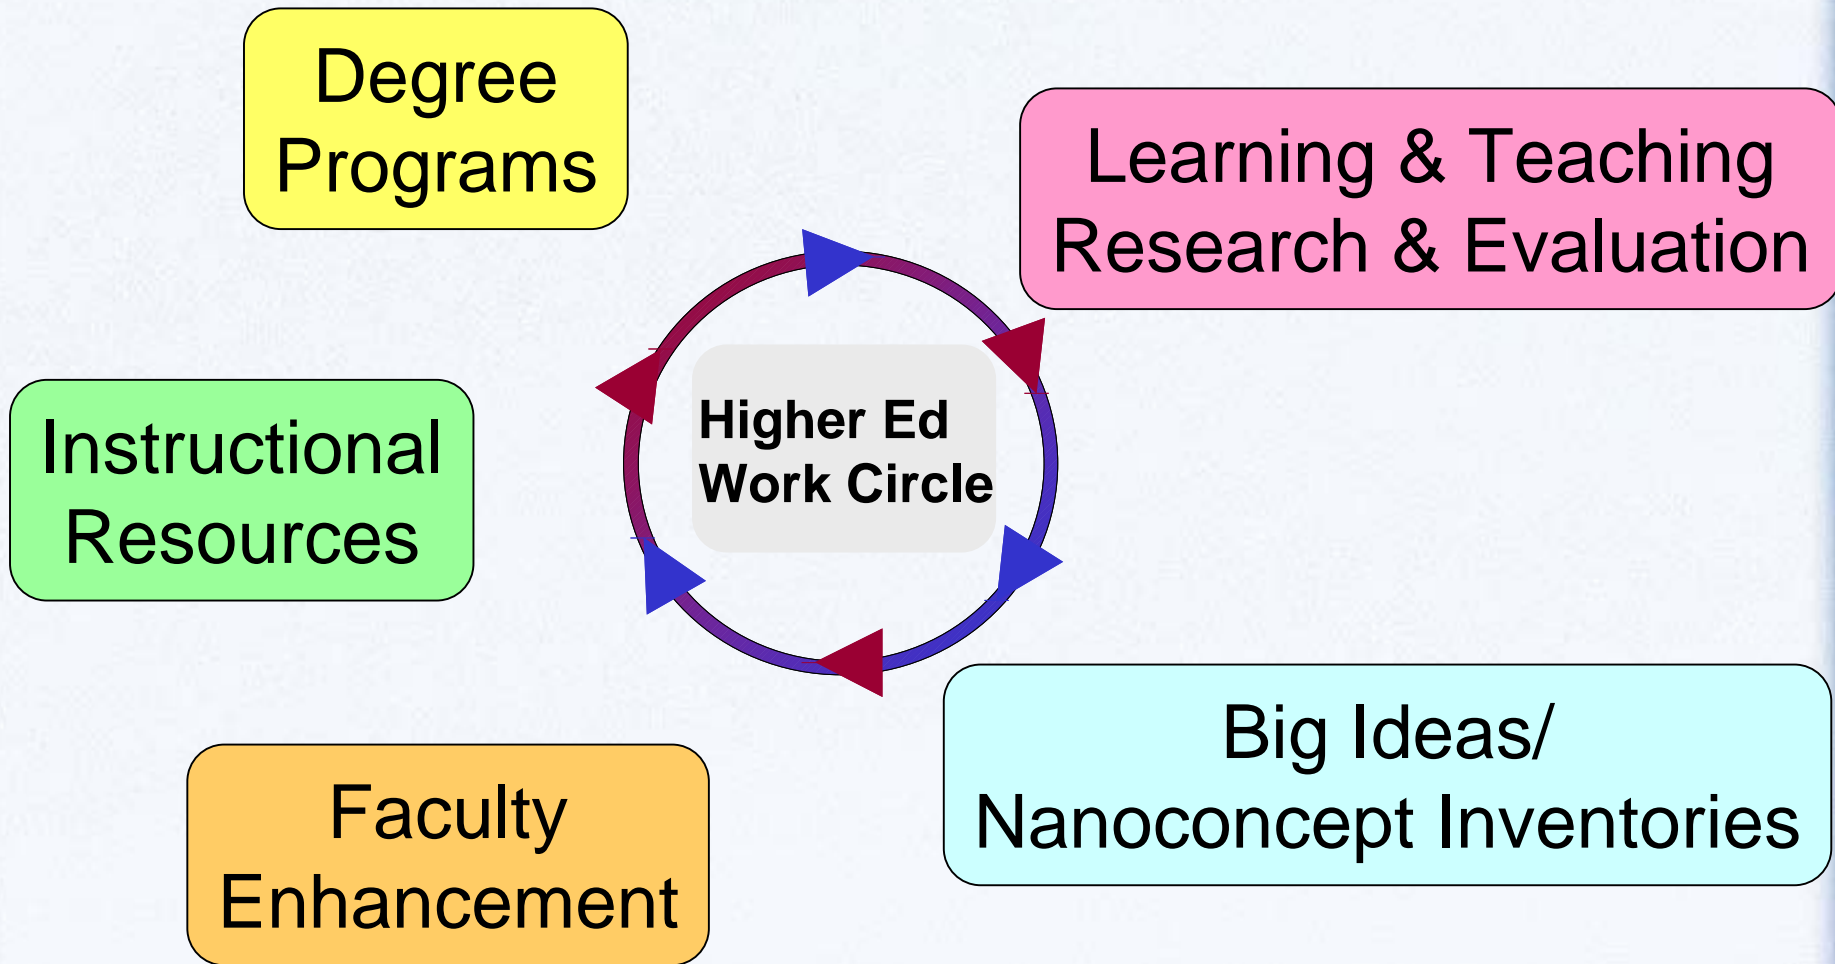 Degree
Programs
Learning & Teaching
Research & Evaluation
Higher Ed
Work Circle
Instructional
Resources
Big Ideas/
Nanoconcept Inventories
Faculty
Enhancement